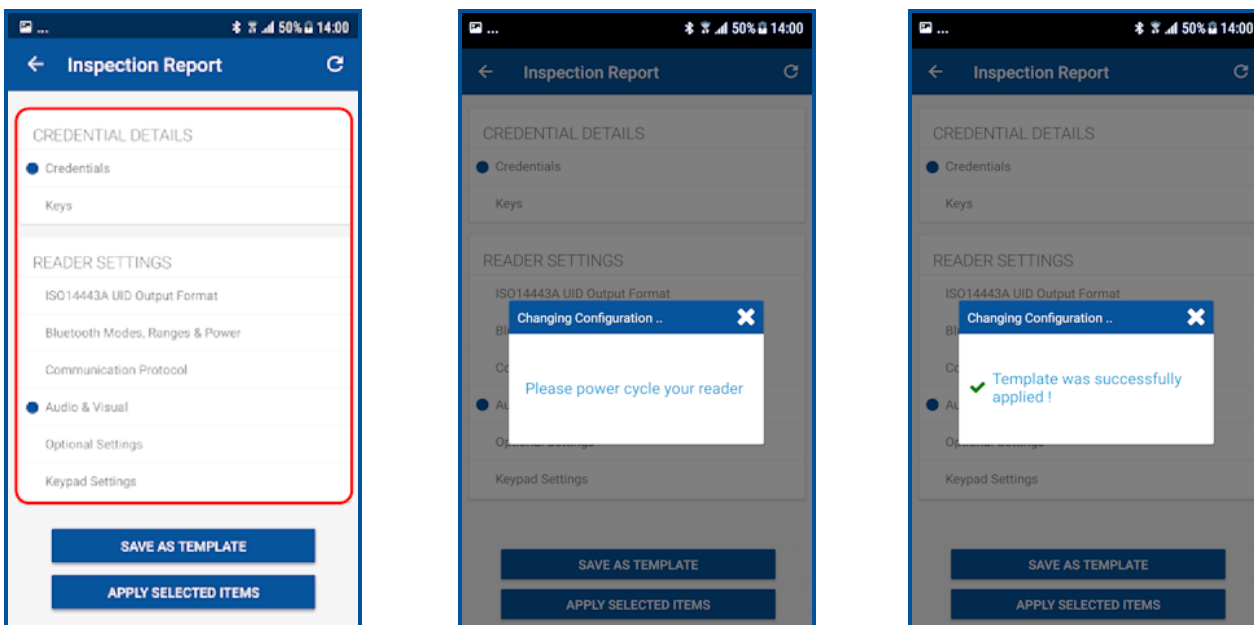 ... 50% 14:00
Inspection Report
CREDENTIAL DETAILS
Credentials
Keys
READER SETTINGS
ISO14443A UID Output Format
Bluetooth Modes, Ranges & Power
Communication Protocol
Audio & Visual
Optional Settings
Keypad Settings
SAVE AS TEMPLATE
APPLY SELECTED ITEMS
... 50% 14:00
Inspection Report
CREDENTIAL DETAILS
Credentials
Keys
READER SETTINGS
ISO14443A UID Output Format
Changing Configuration ..
Please power cycle your reader
Keypad Settings
SAVE AS TEMPLATE
APPLY SELECTED ITEMS
... 50% 14:00
Inspection Report
CREDENTIAL DETAILS
Credentials
Keys
READER SETTINGS
ISO14443A UID Output Format
Changing Configuration ..
Template was successfully
applied !
Keypad Settings
SAVE AS TEMPLATE
APPLY SELECTED ITEMS